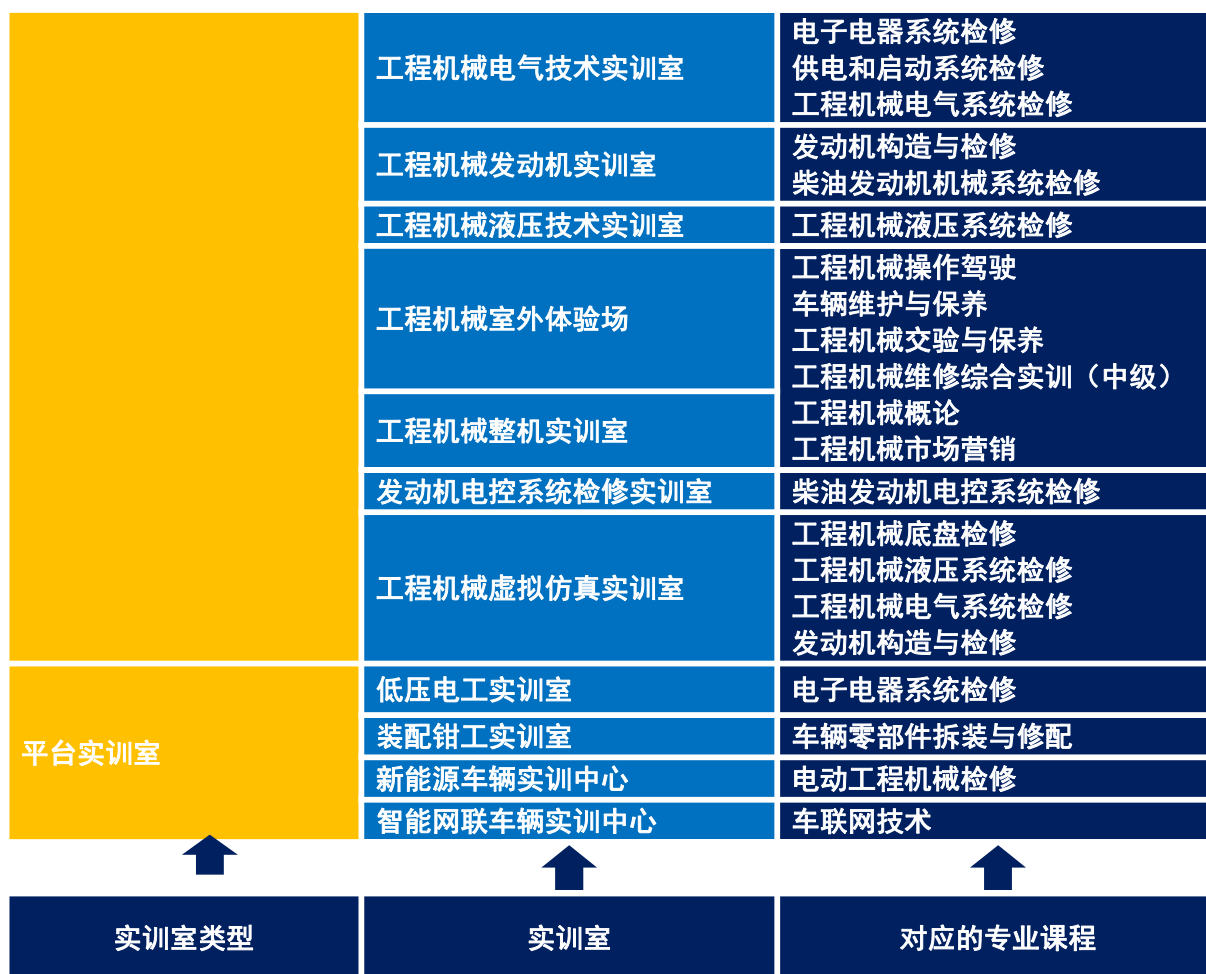 工程机械电气技术实训室
电子电器系统检修
供电和启动系统检修
工程机械电气系统检修
工程机械发动机实训室
发动机构造与检修
柴油发动机机械系统检修
工程机械液压技术实训室
工程机械液压系统检修
工程机械室外体验场
工程机械整机实训室
工程机械操作驾驶
车辆维护与保养
工程机械交验与保养
工程机械维修综合实训（中级）
工程机械概论
工程机械市场营销
发动机电控系统检修实训室
柴油发动机电控系统检修
工程机械虚拟仿真实训室
工程机械底盘检修
工程机械液压系统检修
工程机械电气系统检修
发动机构造与检修
平台实训室
低压电工实训室
电子电器系统检修
装配钳工实训室
车辆零部件拆装与修配
新能源车辆实训中心
电动工程机械检修
智能网联车辆实训中心
车联网技术
实训室类型
实训室
对应的专业课程